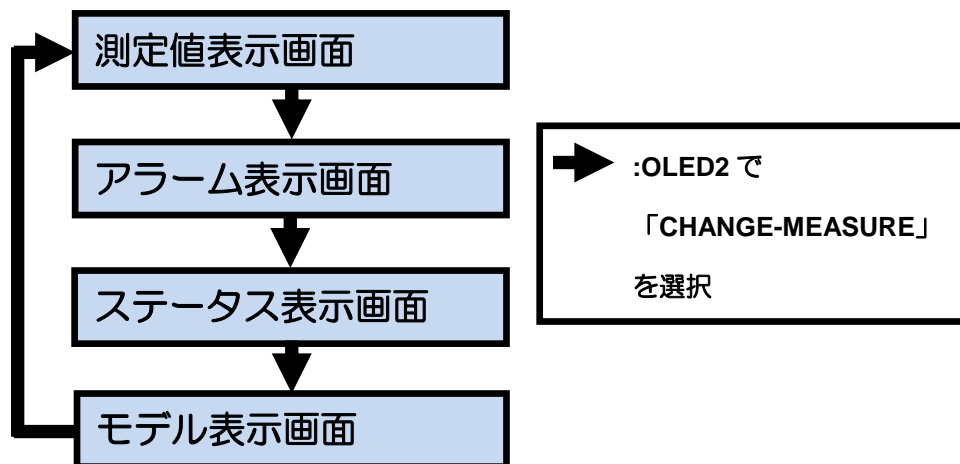 測定値表示画面
アラーム表示画面
ステータス表示画面
モデル表示画面
:OLED2 で
「CHANGE-MEASURE」
を選択